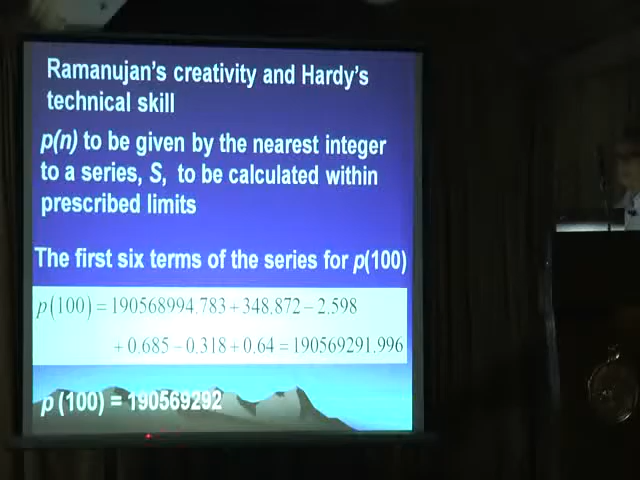 Ramanujan's creativity and Hardy's
technical skill
p(n) to be given by the nearest integer
to a series, S, to be calculated within
prescribed limits
The first six terms of the series for p(100)
p(100) = 190568994.783 + 348.872 − 2.598
+ 0.685 − 0.318 + 0.64 = 190569291.996
p (100) = 190569292